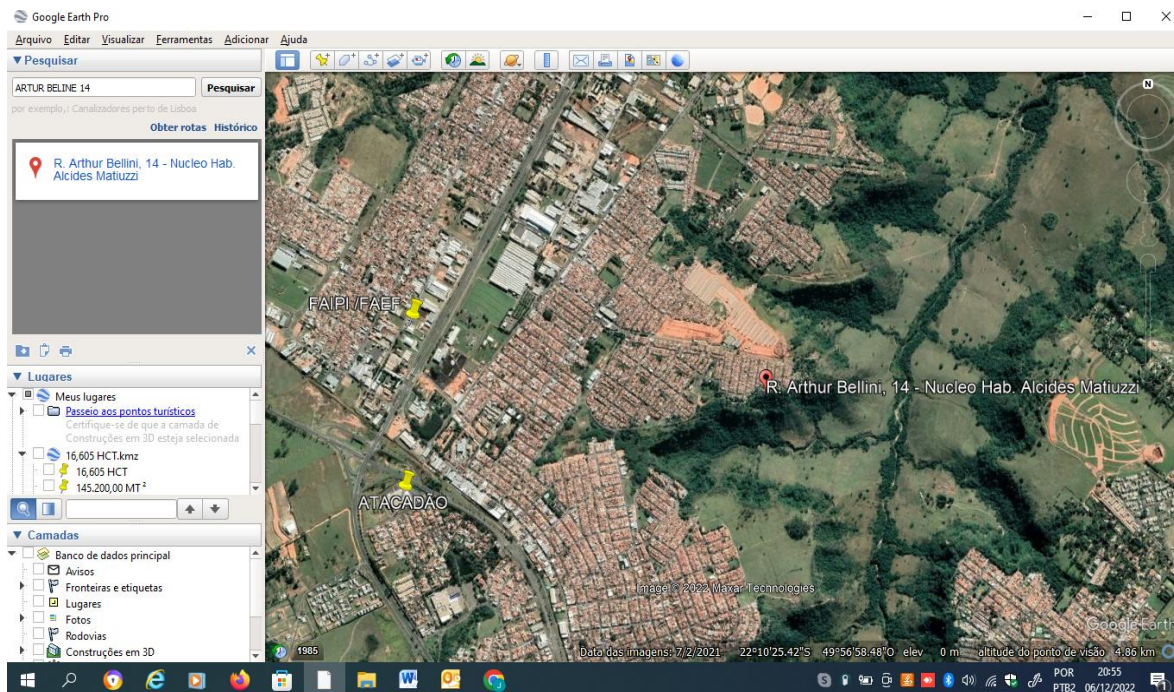 Google Earth Pro
Arquivo Editar Visualizar Ferramentas Adicionar Ajuda
▼ Pesquisar
ARTUR BELINE 14
Pesquisar
por exemplo,: Canalizadores perto de Lisboa
Obter rotas Histórico
R. Arthur Bellini, 14 - Nucleo Hab.
Alcides Matiuzzi
▼ Lugares
Meus lugares
Passeio aos pontos turísticos
Certifique-se de que a camada de
Construções em 3D esteja selecionada
16,605 HCT.kmz
16,605 HCT
145.200,00 MT ²
▼ Camadas
Banco de dados principal
Avisos
Fronteiras e etiquetas
Lugares
Fotos
Rodovias
Construções em 3D
N
FAIPI /FAEF
R. Arthur Bellini, 14 - Nucleo Hab. Alcides Matiuzzi
ATACADÃO
Image © 2022 Maxar Technologies
Google Earth
1985
Data das imagens: 7/2/2021 22°10'25.42"S 49°56'58.48"O elev 0 m altitude do ponto de visão 4.86 km
POR 20:55
PTB2 06/12/2022